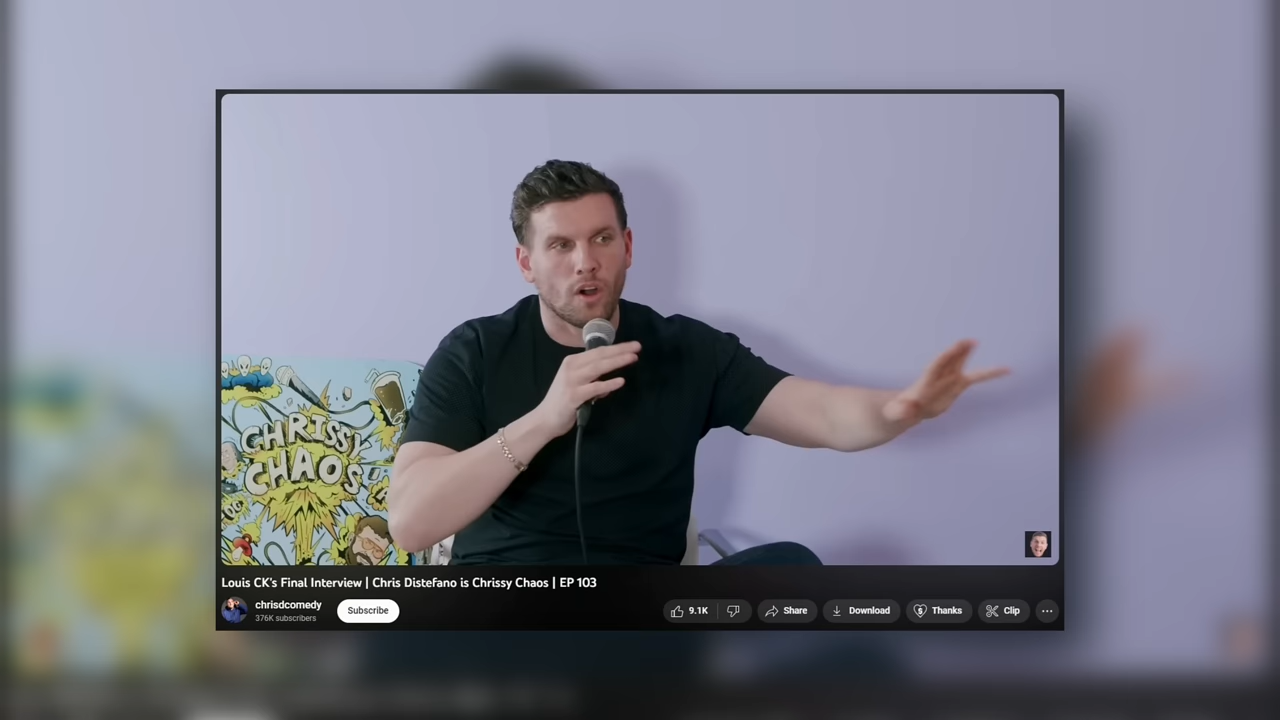 CHRISSY
CHAOS
Louis CK's Final Interview | Chris Distefano is Chrissy Chaos | EP 103
chrisdcomedy
376K subscribers
Subscribe
9.1K
Share
Download
Thanks
Clip